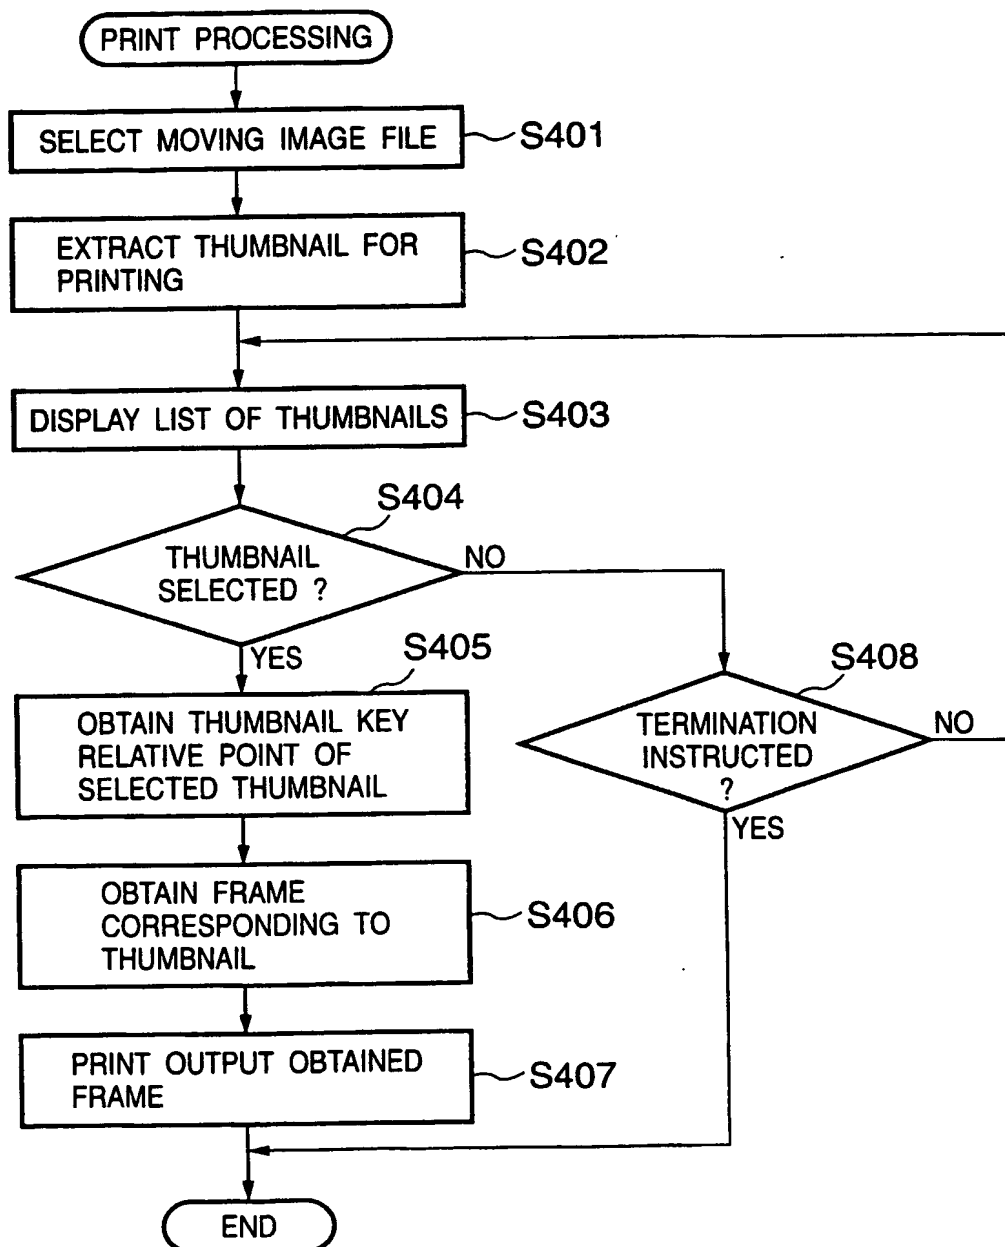 PRINT PROCESSING
SELECT MOVING IMAGE FILE
S401
EXTRACT THUMBNAIL FOR
PRINTING
S402
DISPLAY LIST OF THUMBNAILS
S403
S404
THUMBNAIL
SELECTED ?
NO
YES
S405
OBTAIN THUMBNAIL KEY
RELATIVE POINT OF
SELECTED THUMBNAIL
S408
TERMINATION
INSTRUCTED
?
NO
YES
OBTAIN FRAME
CORRESPONDING TO
THUMBNAIL
S406
PRINT OUTPUT OBTAINED
FRAME
S407
END